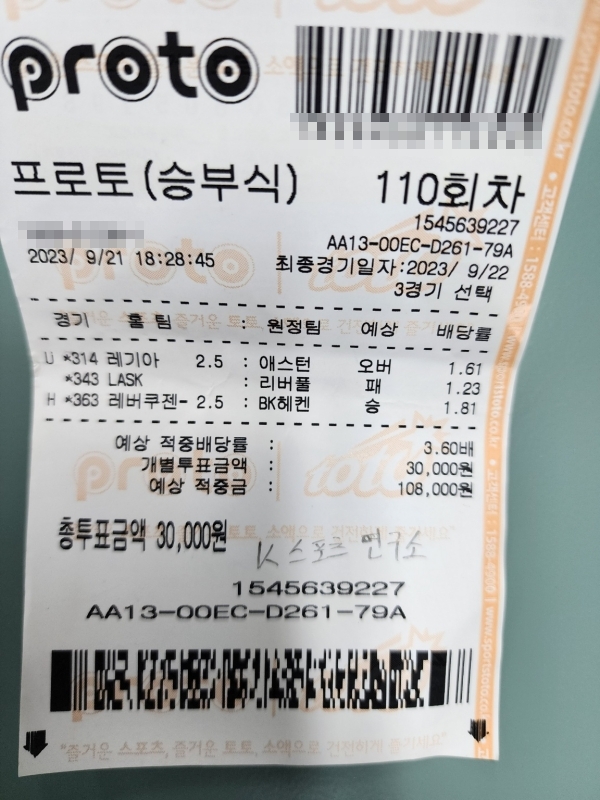 proto
프로토 (승부식) 110회차
1545639227
AA13-00EC-D261-79A
2023/ 9/21 18:28:45 최종경기일자:2023/ 9/22
3경기 선택
경기 홈 팀 : 원정팀 예상 배당률
U *314 레기아 2.5 : 애스턴 오버 1.61
*343 LASK : 리버풀 패 1.23
H *363 레버쿠젠- 2.5 : BK헤켄 승 1.81
예상 적중배당률 : 3.60배
개별투표금액 : 30,000원
예상 적중금 : 108,000원
총투표금액 30,000원
K 스포츠 연구소
1545639227
AA13-00EC-D261-79A
"즐거운 스포츠, 즐거운 토토, 소액으로 건전하게 즐기세요"